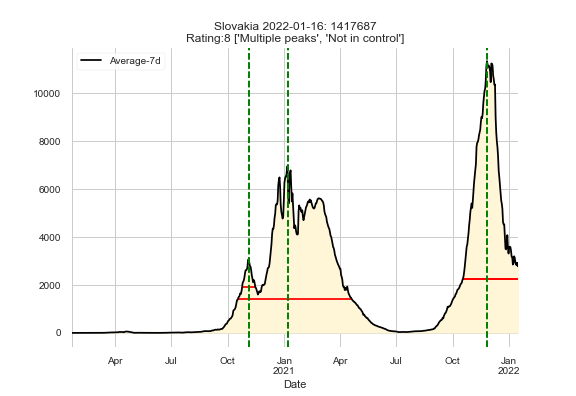 Slovakia 2022-01-16: 1417687
Rating:8 ['Multiple peaks', 'Not in control']
Average-7d
10000
8000
6000
4000
2000
0
Apr Jul Oct Jan Apr Jul Oct Jan
2021 2022
Date